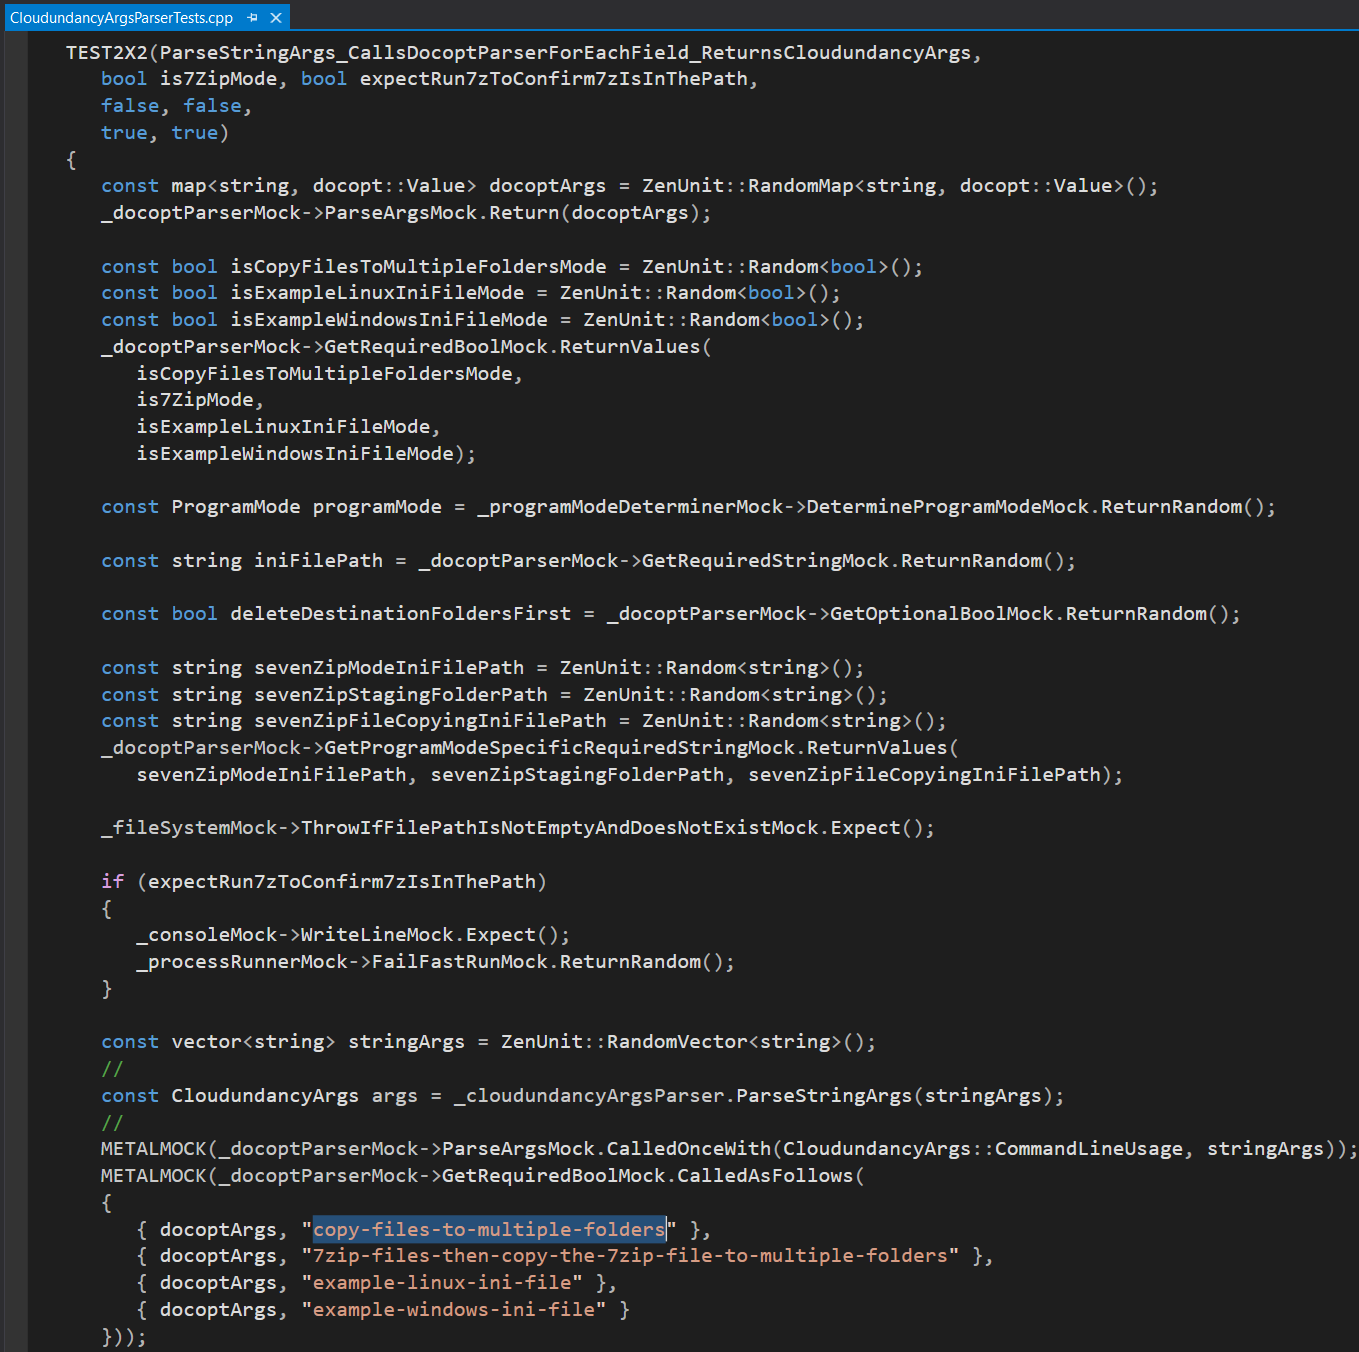 CloudundancyArgsParserTests.cpp
TEST2X2(ParseStringArgs_CallsDocoptParserForEachField_ReturnsCloudundancyArgs,
bool is7ZipMode, bool expectRun7zToConfirm7zIsInThePath,
false, false,
true, true)
{
const map<string, docopt::Value> docoptArgs = ZenUnit::RandomMap<string, docopt::Value>();
_docoptParserMock->ParseArgsMock.Return(docoptArgs);
const bool isCopyFilesToMultipleFoldersMode = ZenUnit::Random<bool>();
const bool isExampleLinuxIniFileMode = ZenUnit::Random<bool>();
const bool isExampleWindowsIniFileMode = ZenUnit::Random<bool>();
_docoptParserMock->GetRequiredBoolMock.ReturnValues(
isCopyFilesToMultipleFoldersMode,
is7ZipMode,
isExampleLinuxIniFileMode,
isExampleWindowsIniFileMode);
const ProgramMode programMode = _programModeDeterminerMock->DetermineProgramModeMock.ReturnRandom();
const string iniFilePath = _docoptParserMock->GetRequiredStringMock.ReturnRandom();
const bool deleteDestinationFoldersFirst = _docoptParserMock->GetOptionalBoolMock.ReturnRandom();
const string sevenZipModeIniFilePath = ZenUnit::Random<string>();
const string sevenZipStagingFolderPath = ZenUnit::Random<string>();
const string sevenZipFileCopyingIniFilePath = ZenUnit::Random<string>();
_docoptParserMock->GetProgramModeSpecificRequiredStringMock.ReturnValues(
sevenZipModeIniFilePath, sevenZipStagingFolderPath, sevenZipFileCopyingIniFilePath);
_fileSystemMock->ThrowIfFilePathIsNotEmptyAndDoesNotExistMock.Expect();
if (expectRun7zToConfirm7zIsInThePath)
{
_consoleMock->WriteLineMock.Expect();
_processRunnerMock->FailFastRunMock.ReturnRandom();
}
const vector<string> stringArgs = ZenUnit::RandomVector<string>();
//
const CloudundancyArgs args = _cloudundancyArgsParser.ParseStringArgs(stringArgs);
//
METALMOCK(_docoptParserMock->ParseArgsMock.CalledOnceWith(CloudundancyArgs::CommandLineUsage, stringArgs));
METALMOCK(_docoptParserMock->GetRequiredBoolMock.CalledAsFollows(
{
{ docoptArgs, "copy-files-to-multiple-folders" },
{ docoptArgs, "7zip-files-then-copy-the-7zip-file-to-multiple-folders" },
{ docoptArgs, "example-linux-ini-file" },
{ docoptArgs, "example-windows-ini-file" }
}));